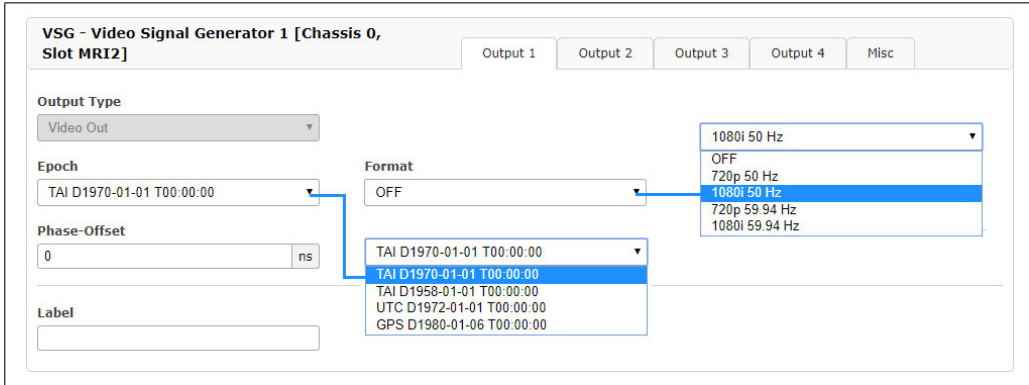 VSG - Video Signal Generator 1 [Chassis 0,
Slot MRI2]
Output 1
Output 2
Output 3
Output 4
Misc
Output Type
Video Out
Epoch
TAI D1970-01-01 T00:00:00
Format
OFF
1080i 50 Hz
OFF
720p 50 Hz
1080i 50 Hz
720p 59.94 Hz
1080i 59.94 Hz
Phase-Offset
0
ns
TAI D1970-01-01 T00:00:00
TAI D1970-01-01 T00:00:00
TAI D1958-01-01 T00:00:00
UTC D1972-01-01 T00:00:00
GPS D1980-01-06 T00:00:00
Label